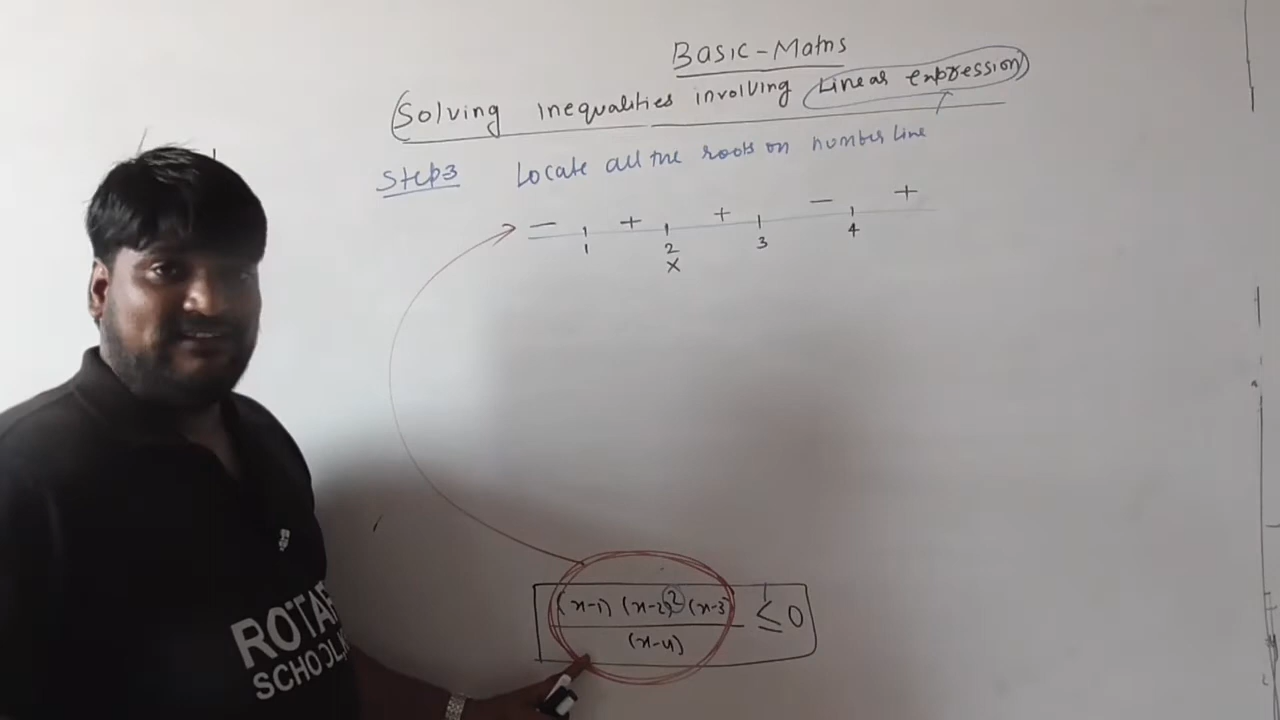 Basic-Maths
(Solving inequalities involving (Linear expression)
Step3 Locate all the roots on number line
− + + − +
1 2 3 4
×
(x-1) (x-2)² (x-3)
(x-4)
≤ 0
ROTAR
SCHOOL